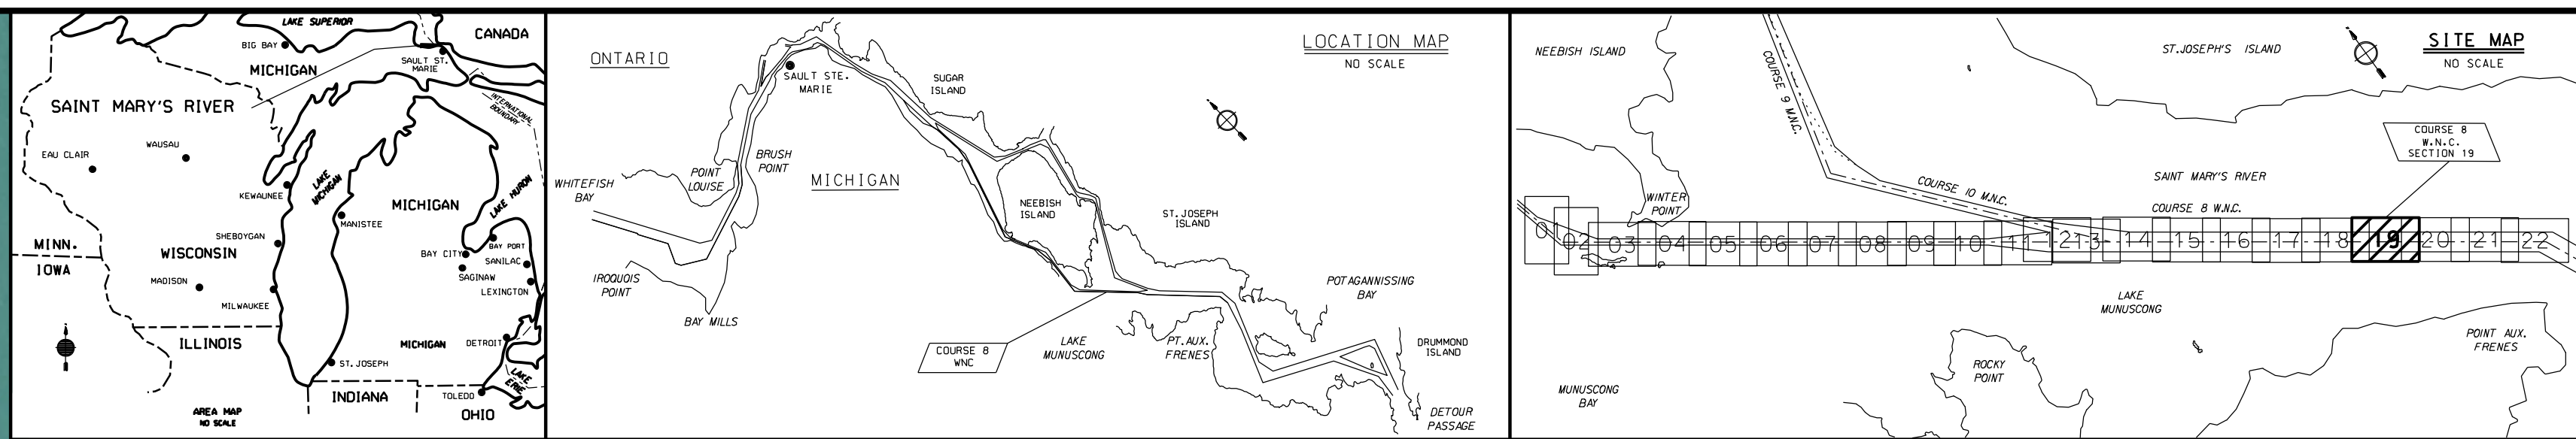 LAKE SUPERIOR
CANADA
BIG BAY
SAULT ST.
MARIE
MICHIGAN
INTERNATIONAL
BOUNDARY
SAINT MARY'S RIVER
WAUSAU
EAU CLAIR
LAKE
MICHIGAN
KEWAUNEE
LAKE HURON
MICHIGAN
MANISTEE
SHEBOYGAN
BAY PORT
MINN.
WISCONSIN
BAY CITY
SANILAC
IOWA
SAGINAW
MADISON
LEXINGTON
MILWAUKEE
ILLINOIS
MICHIGAN
DETROIT
ST. JOSEPH
LAKE
ERIE
INDIANA
TOLEDO
AREA MAP
NO SCALE
OHIO
LOCATION MAP
NO SCALE
ONTARIO
SAULT STE.
MARIE
SUGAR
ISLAND
BRUSH
POINT
POINT
LOUISE
WHITEFISH
BAY
MICHIGAN
NEEBISH
ISLAND
ST. JOSEPH
ISLAND
IROQUOIS
POINT
POTAGANNISSING
BAY
BAY MILLS
COURSE 8
WNC
LAKE
MUNUSCONG
PT. AUX.
FRENES
DRUMMOND
ISLAND
DETOUR
PASSAGE
SITE MAP
NO SCALE
NEEBISH ISLAND
COURSE 9 M.N.C.
ST.JOSEPH'S ISLAND
COURSE 8
W.N.C.
SECTION 19
WINTER
POINT
COURSE 10 M.N.C.
SAINT MARY'S RIVER
COURSE 8 W.N.C.
01 02 03 04 05 06 07 08 09 10 11 12 13 14 15 16 17 18 19 20 21 22
LAKE
MUNUSCONG
POINT AUX.
FRENES
ROCKY
POINT
MUNUSCONG
BAY